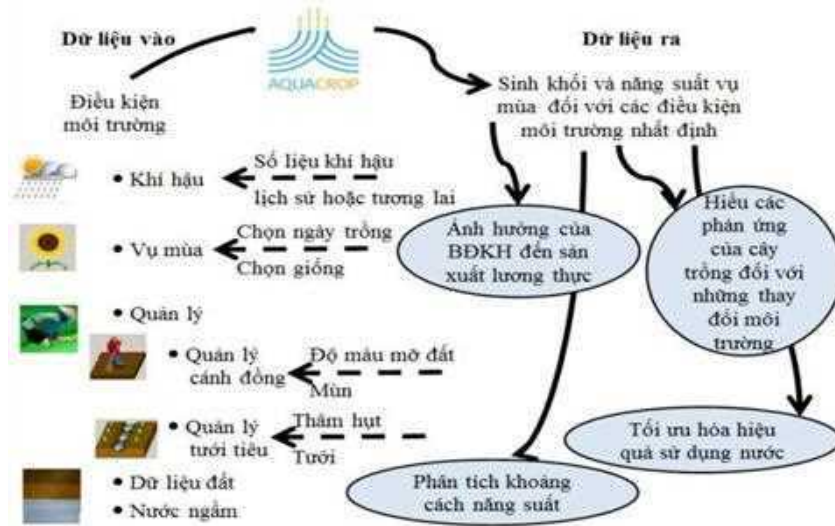 Dữ liệu vào
AQUACROP
Dữ liệu ra
Điều kiện
môi trường
Sinh khối và năng suất vụ
mùa đối với các điều kiện
môi trường nhất định
• Khí hậu
Số liệu khí hậu
lịch sử hoặc tương lai
• Vụ mùa
Chọn ngày trồng
Chọn giống
• Quản lý
• Quản lý
cánh đồng
Độ màu mỡ đất
Mùn
• Quản lý
tưới tiêu
Thâm hụt
Tưới
• Dữ liệu đất
• Nước ngầm
Ảnh hưởng của
BĐKH đến sản
xuất lương thực
Hiểu các
phản ứng
của cây
trồng đối với
những thay
đổi môi
trường
Tối ưu hóa hiệu
quả sử dụng nước
Phân tích khoảng
cách năng suất